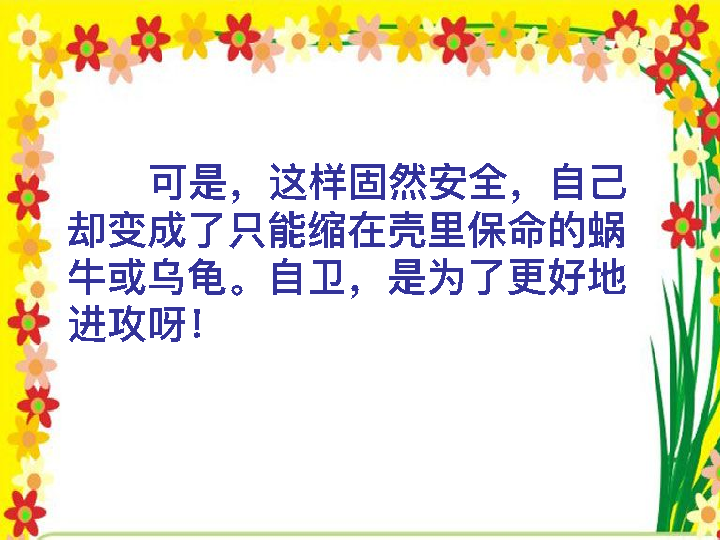 可是，这样固然安全，自己
却变成了只能缩在壳里保命的蜗
牛或乌龟。自卫，是为了更好地
进攻呀！